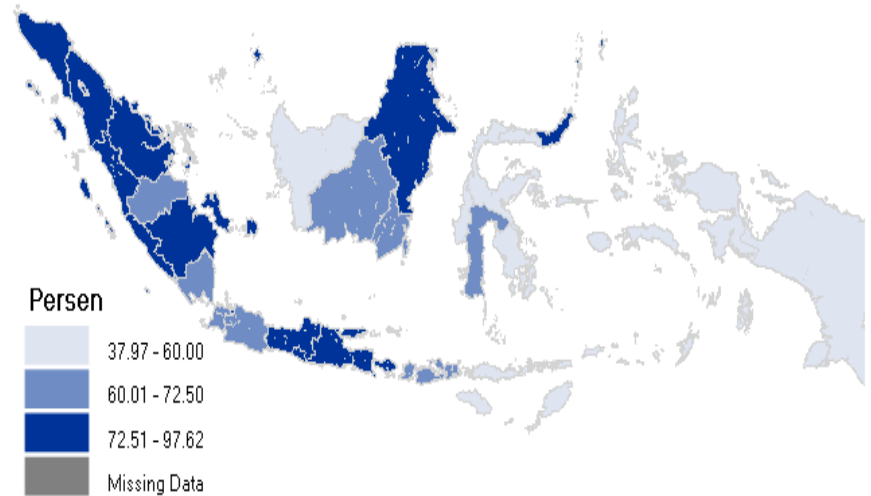 Persen
37.97 - 60.00
60.01 - 72.50
72.51 - 97.62
Missing Data